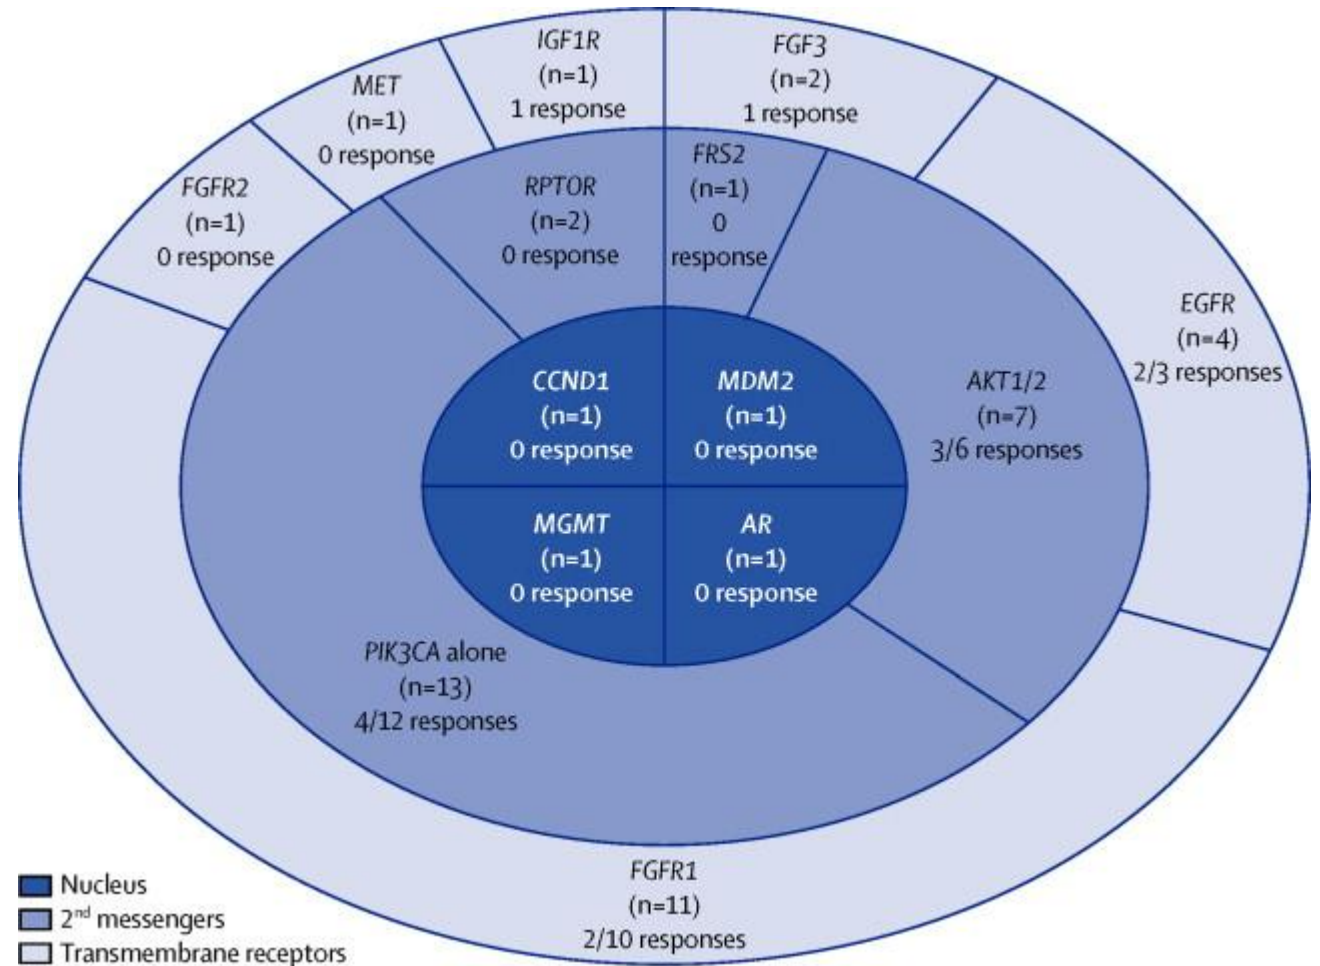 IGF1R
(n=1)
1 response
FGF3
(n=2)
1 response
MET
(n=1)
0 response
FGFR2
(n=1)
0 response
RPTOR
(n=2)
0 response
FRS2
(n=1)
0
response
EGFR
(n=4)
2/3 responses
AKT1/2
(n=7)
3/6 responses
CCND1
(n=1)
0 response
MDM2
(n=1)
0 response
MGMT
(n=1)
0 response
AR
(n=1)
0 response
PIK3CA alone
(n=13)
4/12 responses
FGFR1
(n=11)
2/10 responses
Nucleus
2nd messengers
Transmembrane receptors